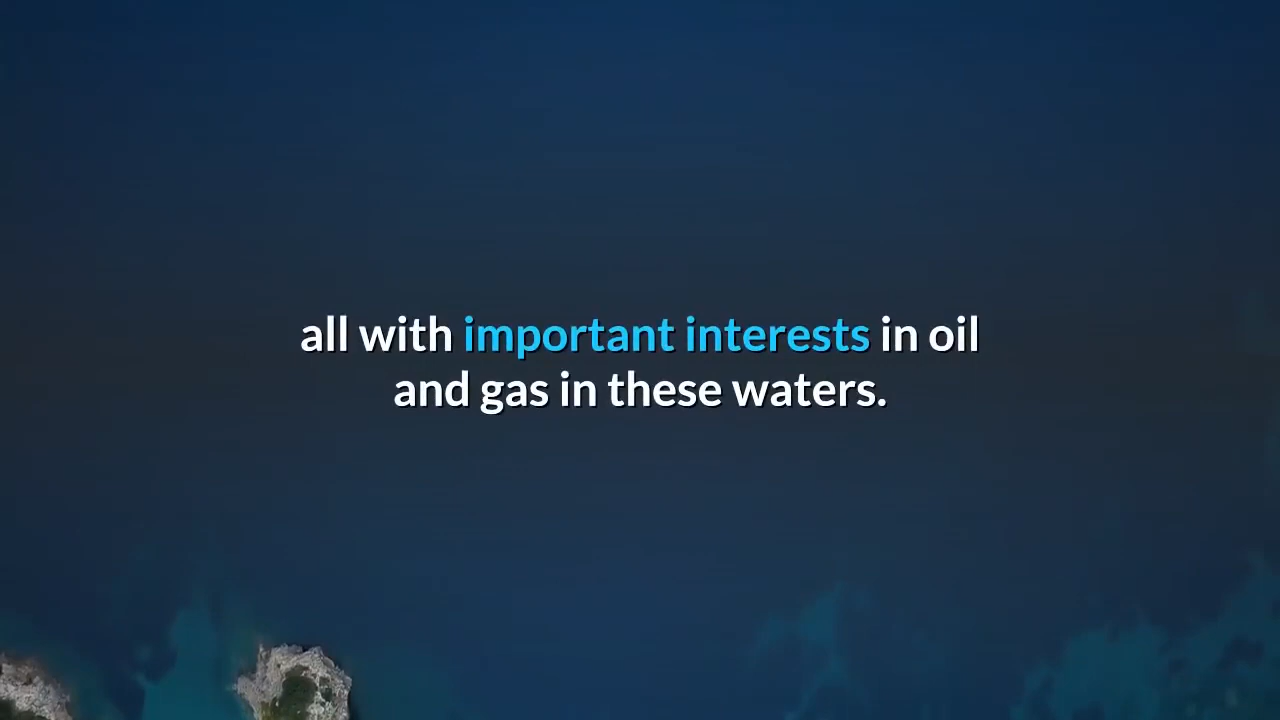 all with important interests in oil
and gas in these waters.